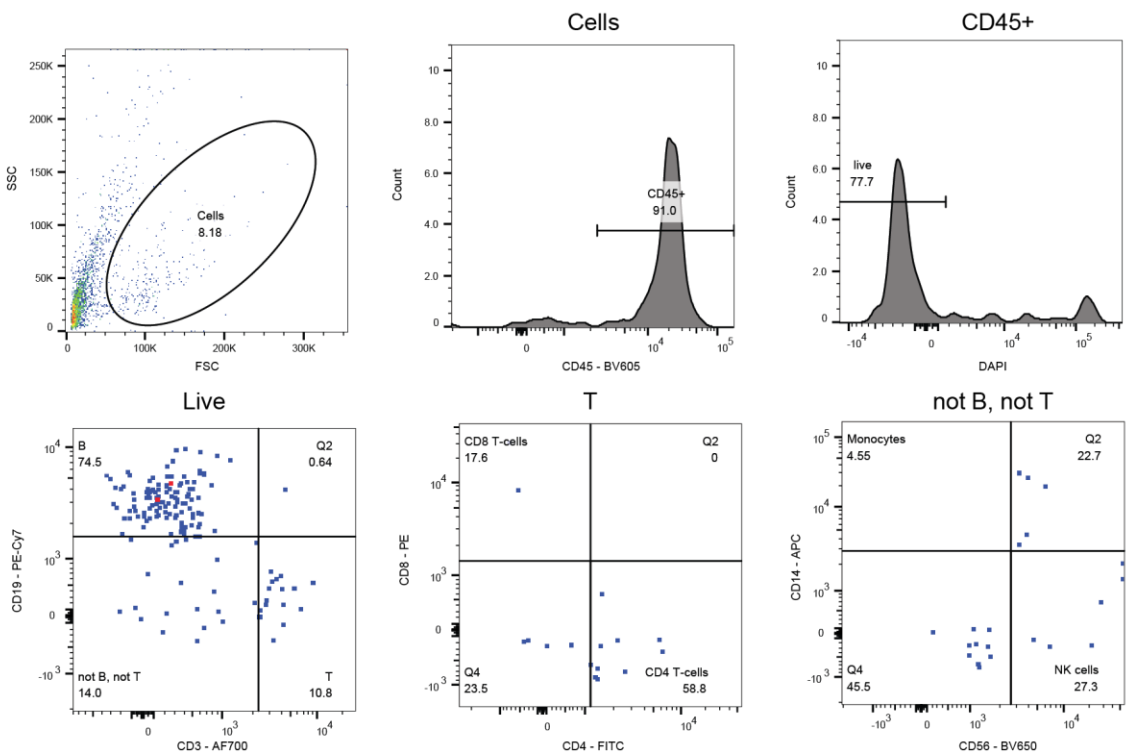 Cells
CD45+
250K
200K
150K
100K
50K
0
SSC
Cells
8.18
0
100K
200K
300K
FSC
10
8.0
6.0
4.0
2.0
0
Count
CD45+
91.0
0
10^4
10^5
CD45 - BV605
10
8.0
6.0
4.0
2.0
0
Count
live
77.7
-10^4
0
10^4
10^5
DAPI
Live
T
not B, not T
10^4
10^3
0
-10^3
CD19 - PE-Cy7
B
74.5
Q2
0.64
not B, not T
14.0
T
10.8
0
10^3
10^4
CD3 - AF700
10^4
10^3
0
-10^3
CD8 - PE
CD8 T-cells
17.6
Q2
0
Q4
23.5
CD4 T-cells
58.8
0
10^3
10^4
CD4 - FITC
10^5
10^4
10^3
0
-10^3
CD14 - APC
Monocytes
4.55
Q2
22.7
Q4
45.5
NK cells
27.3
-10^3
0
10^3
10^4
CD56 - BV650